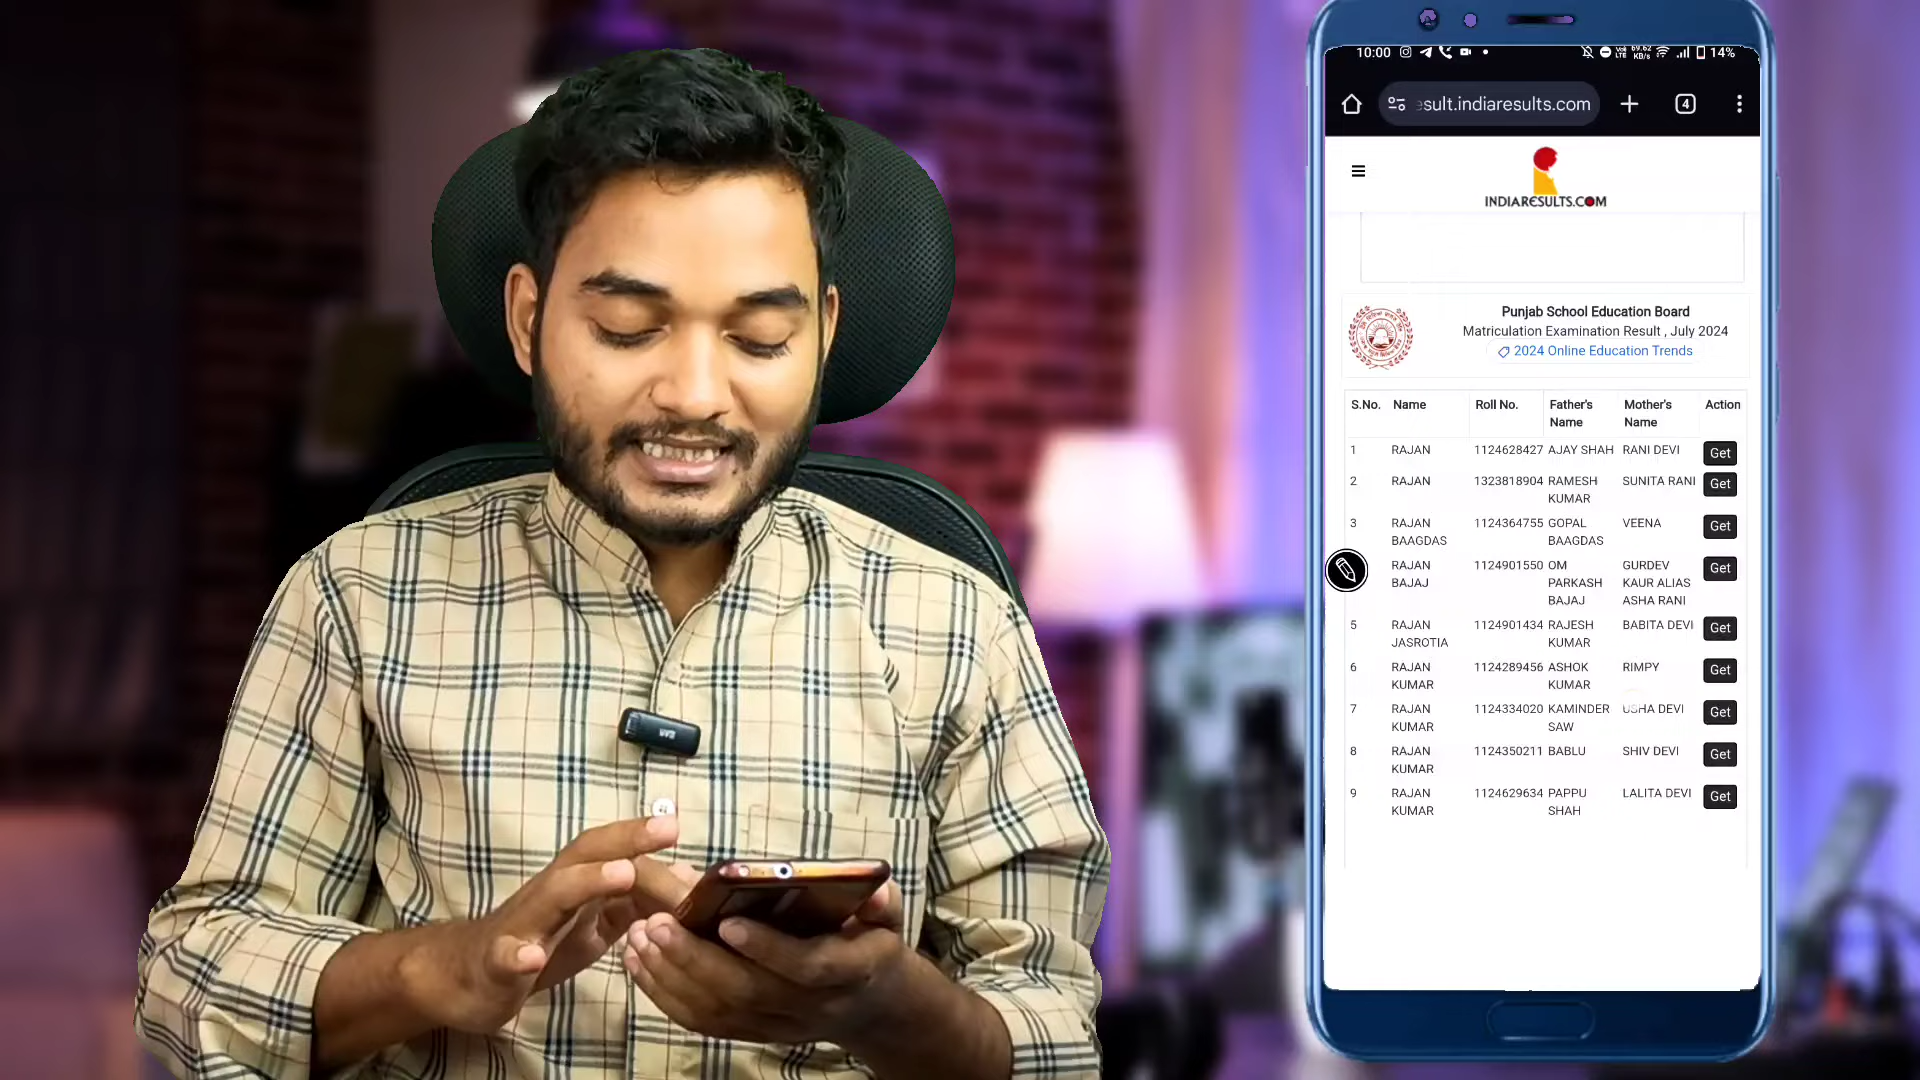 10:00 Vo) LTE 69.62 KB/s 14%
sult.indiaresults.com 4
INDIARESULTS.COM
Punjab School Education Board
Matriculation Examination Result , July 2024
2024 Online Education Trends
S.No. Name Roll No. Father's Name Mother's Name Action
1 RAJAN 1124628427 AJAY SHAH RANI DEVI Get
2 RAJAN 1323818904 RAMESH KUMAR SUNITA RANI Get
3 RAJAN BAAGDAS 1124364755 GOPAL BAAGDAS VEENA Get
RAJAN BAJAJ 1124901550 OM PARKASH BAJAJ GURDEV KAUR ALIAS ASHA RANI Get
5 RAJAN JASROTIA 1124901434 RAJESH KUMAR BABITA DEVI Get
6 RAJAN KUMAR 1124289456 ASHOK KUMAR RIMPY Get
7 RAJAN KUMAR 1124334020 KAMINDER SAW USHA DEVI Get
8 RAJAN KUMAR 1124350211 BABLU SHIV DEVI Get
9 RAJAN KUMAR 1124629634 PAPPU SHAH LALITA DEVI Get